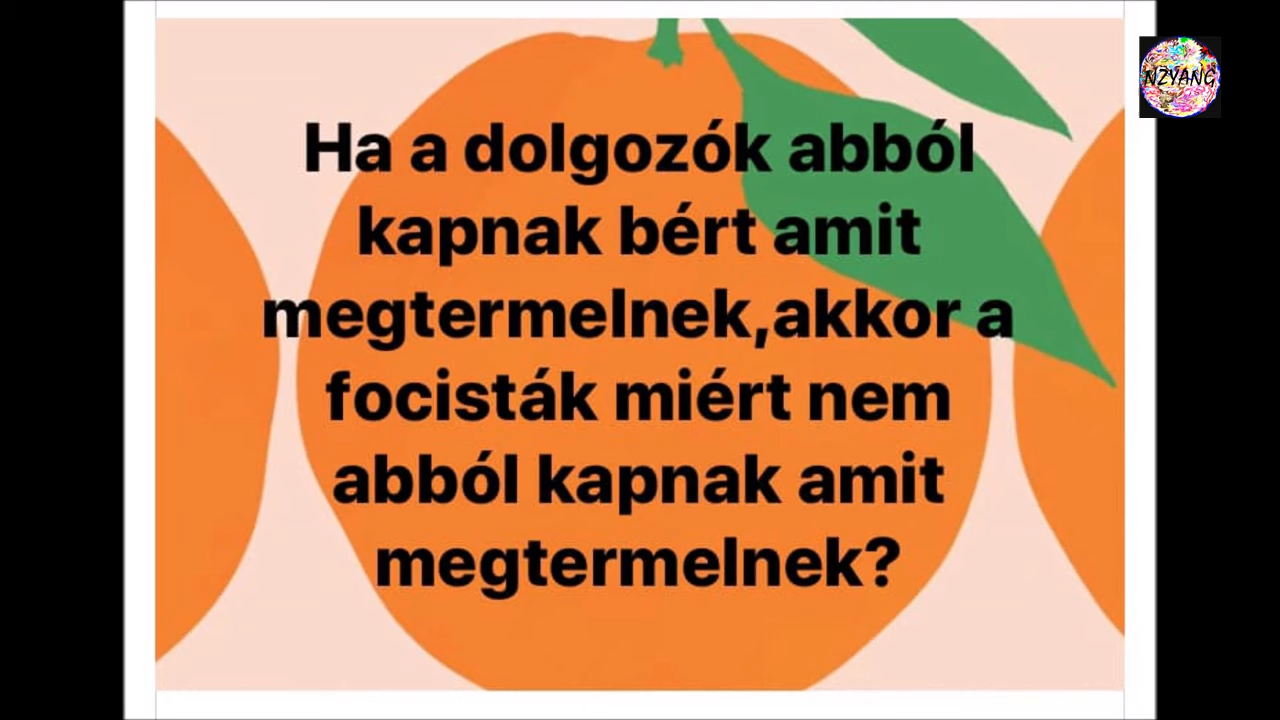 Ha a dolgozók abból
kapnak bért amit
megtermelnek,akkor a
focisták miért nem
abból kapnak amit
megtermelnek?
NZYANG